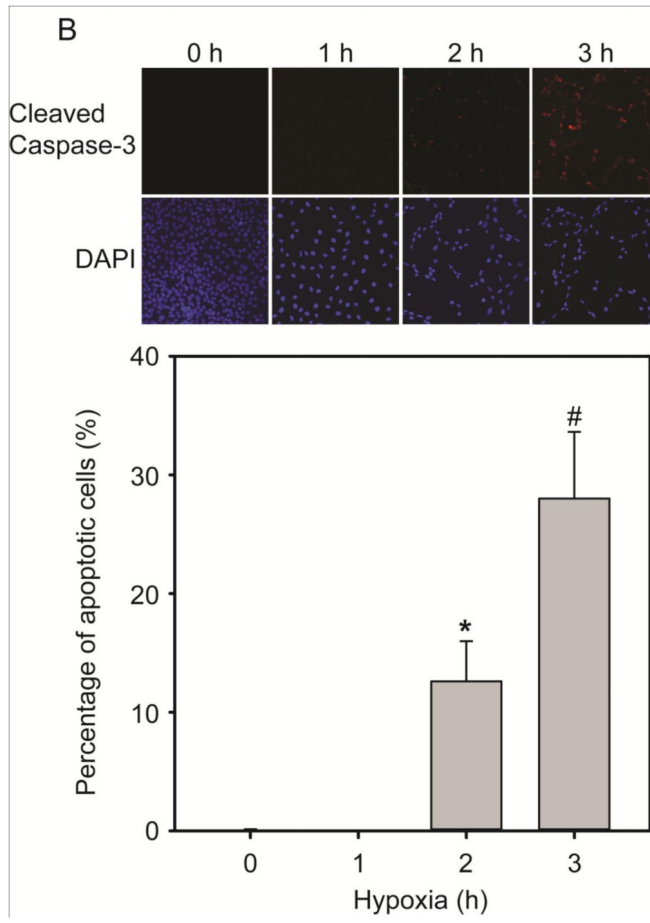 B
0 h 1 h 2 h 3 h
Cleaved
Caspase-3
DAPI
Percentage of apoptotic cells (%)
40
#
30
20
*
10
0
0 1 2 3
Hypoxia (h)